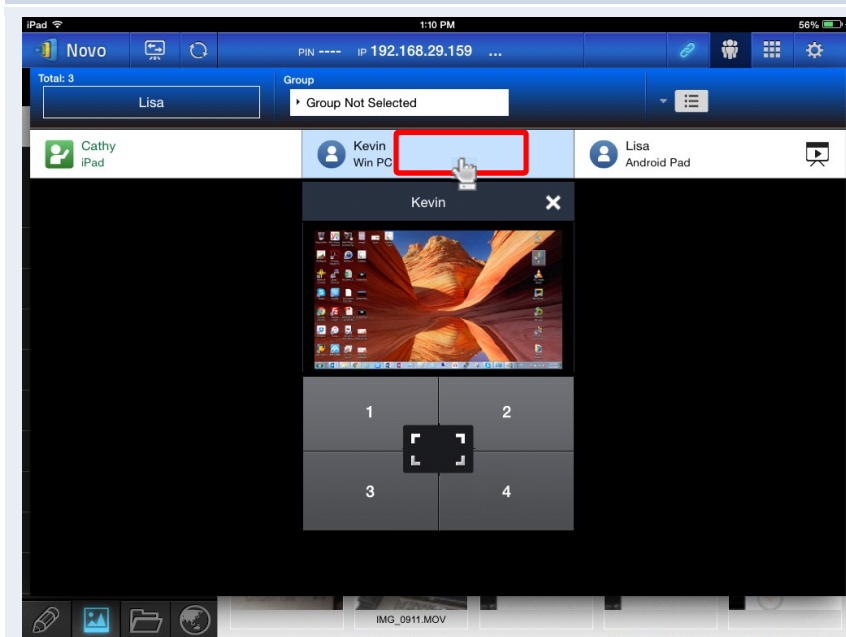 iPad 1:10 PM 56%
Novo PIN ---- IP 192.168.29.159 ...
Total: 3 Group
Lisa Group Not Selected
Cathy Kevin Lisa
iPad Win PC Android Pad
Kevin
1 2
3 4
IMG_0911.MOV